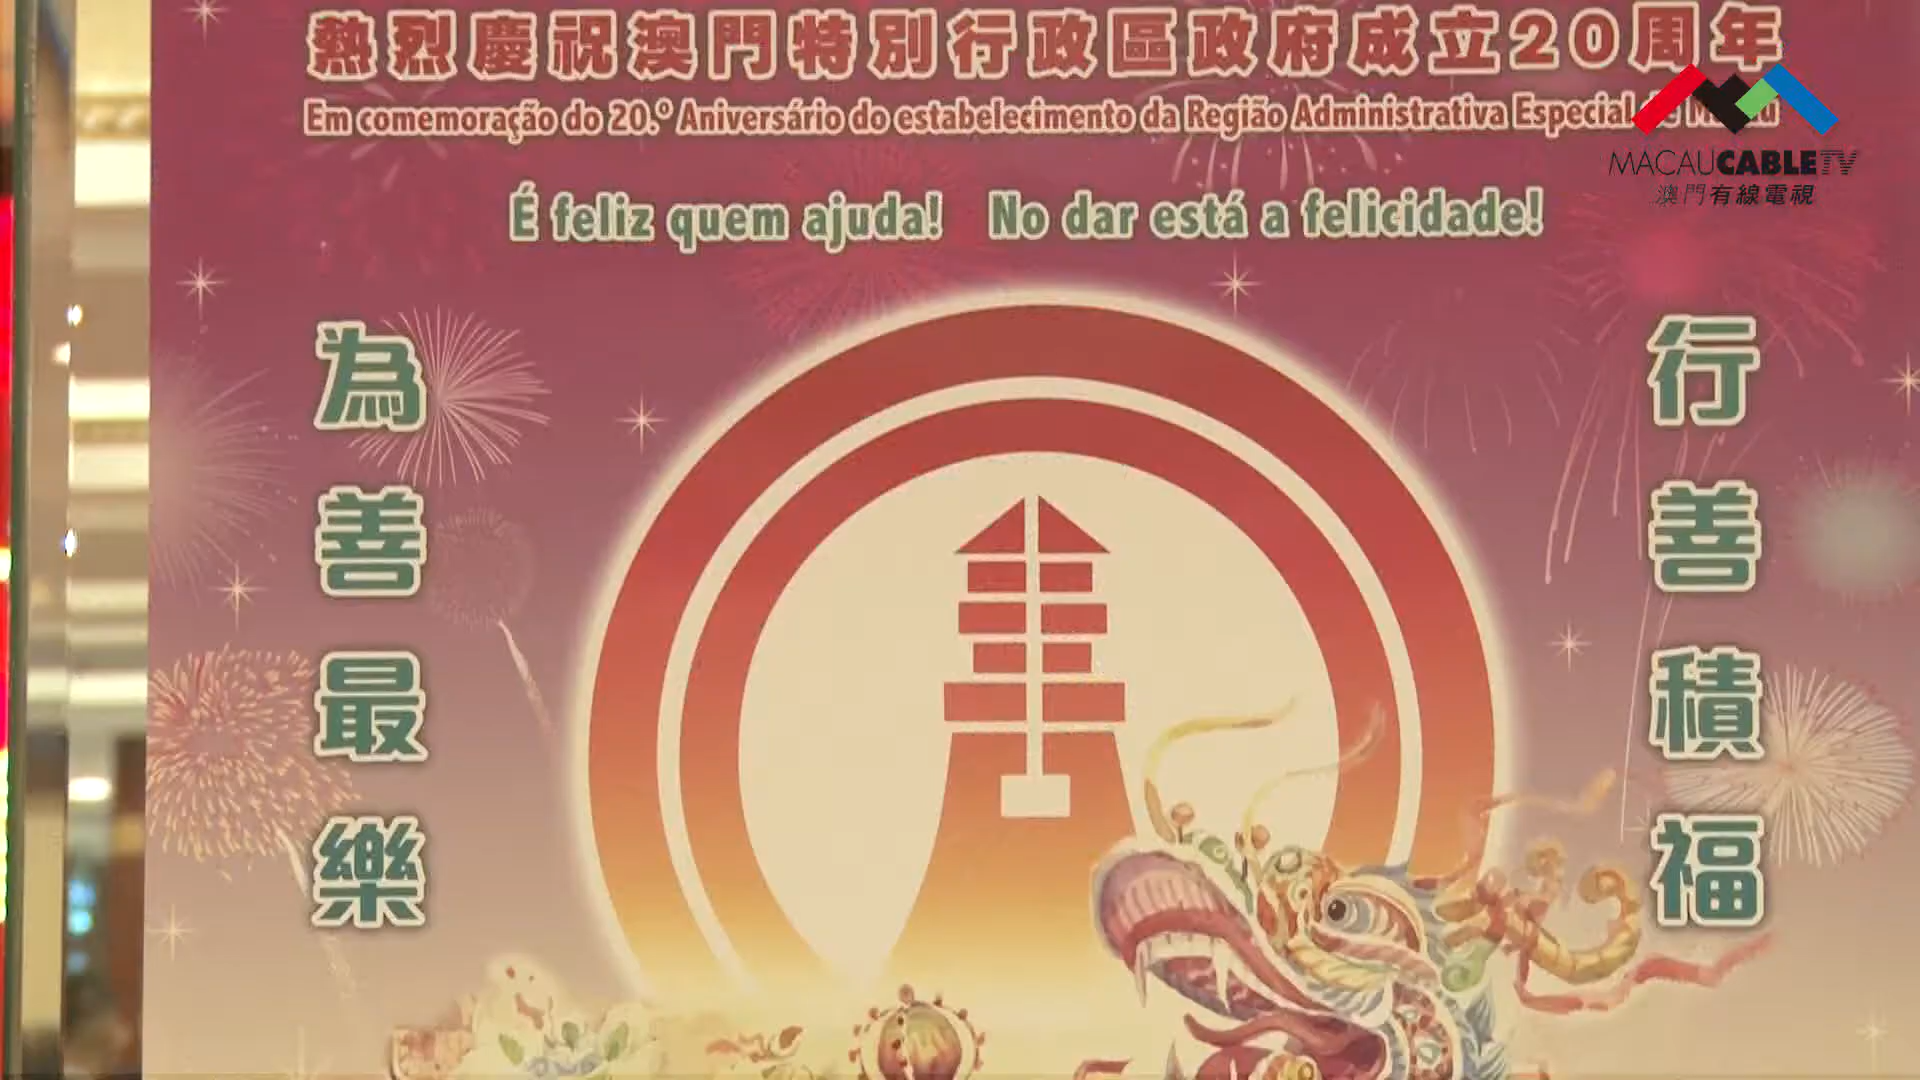 熱烈慶祝澳門特別行政區政府成立20周年
Em comemoração do 20.º Aniversário do estabelecimento da Região Administrativa Especial de Macau
MACAUCABLETV
澳門有線電視
É feliz quem ajuda! No dar está a felicidade!
為善最樂
行善積福